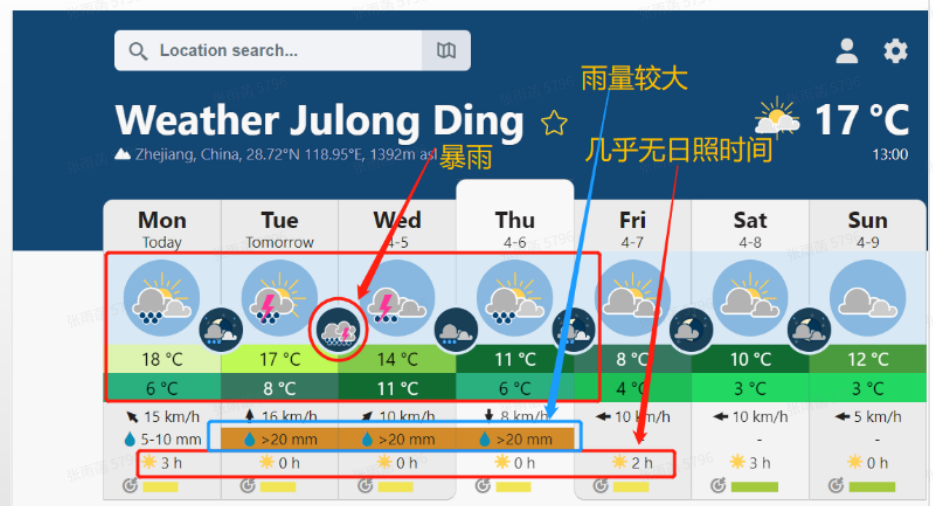 Location search...
雨量较大
Weather Julong Ding
17 °C
Zhejiang, China, 28.72°N 118.95°E, 1392m asl
暴雨
几乎无日照时间
13:00
Mon Tue Wed Thu Fri Sat Sun
Today Tomorrow 4-5 4-6 4-7 4-8 4-9
18 °C 17 °C 14 °C 11 °C 8 °C 10 °C 12 °C
6 °C 8 °C 11 °C 6 °C 4 °C 3 °C 3 °C
15 km/h 16 km/h 10 km/h 8 km/h 10 km/h 10 km/h 5 km/h
5-10 mm >20 mm >20 mm >20 mm - - -
3 h 0 h 0 h 0 h 2 h 3 h 0 h